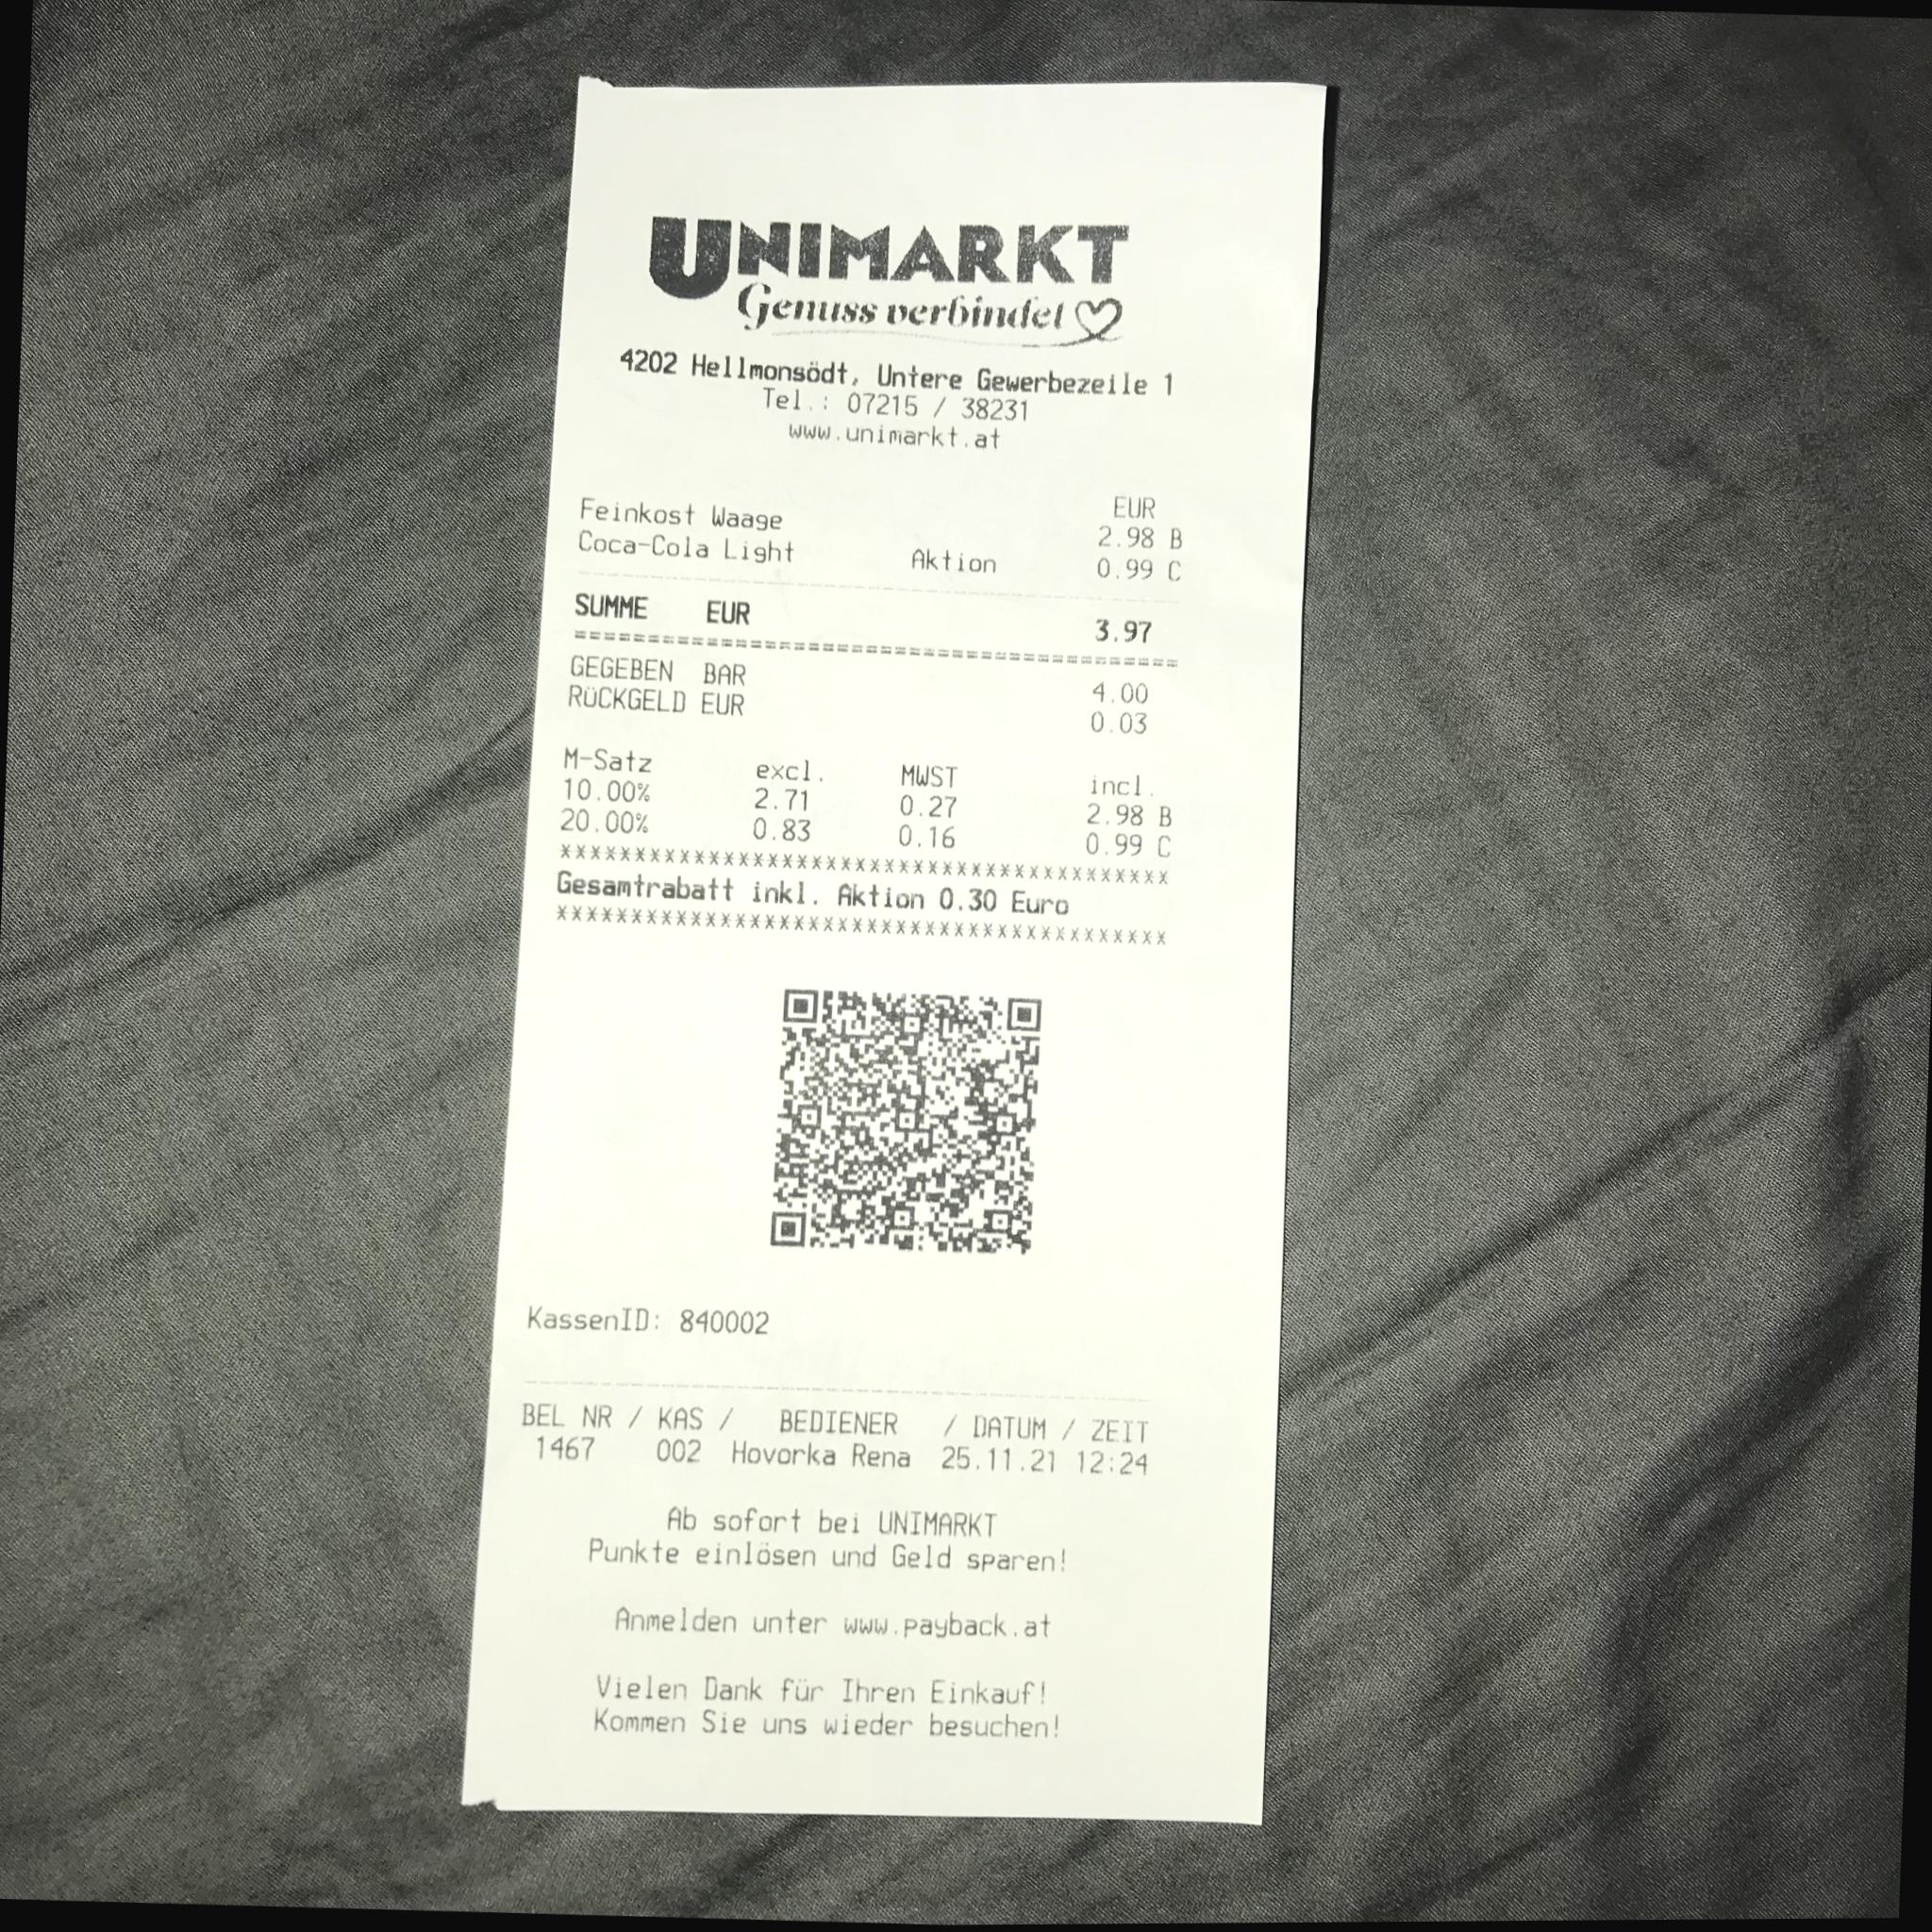 UNIMARKT
Genuss verbindet
4202 Hellmonsödt, Untere Gewerbezeile 1
Tel.: 07215 / 38231
www.unimarkt.at
EUR
Feinkost Waage 2.98 B
Coca-Cola Light Aktion 0.99 C
SUMME EUR 3.97
=========================================
GEGEBEN BAR 4.00
RüCKGELD EUR 0.03
M-Satz excl. MWST incl.
10.00% 2.71 0.27 2.98 B
20.00% 0.83 0.16 0.99 C
******************************************
Gesamtrabatt inkl. Aktion 0.30 Euro
******************************************
KassenID: 840002
BEL NR / KAS / BEDIENER / DATUM / ZEIT
1467 002 Hovorka Rena 25.11.21 12:24
Ab sofort bei UNIMARKT
Punkte einlösen und Geld sparen!
Anmelden unter www.payback.at
Vielen Dank für Ihren Einkauf!
Kommen Sie uns wieder besuchen!